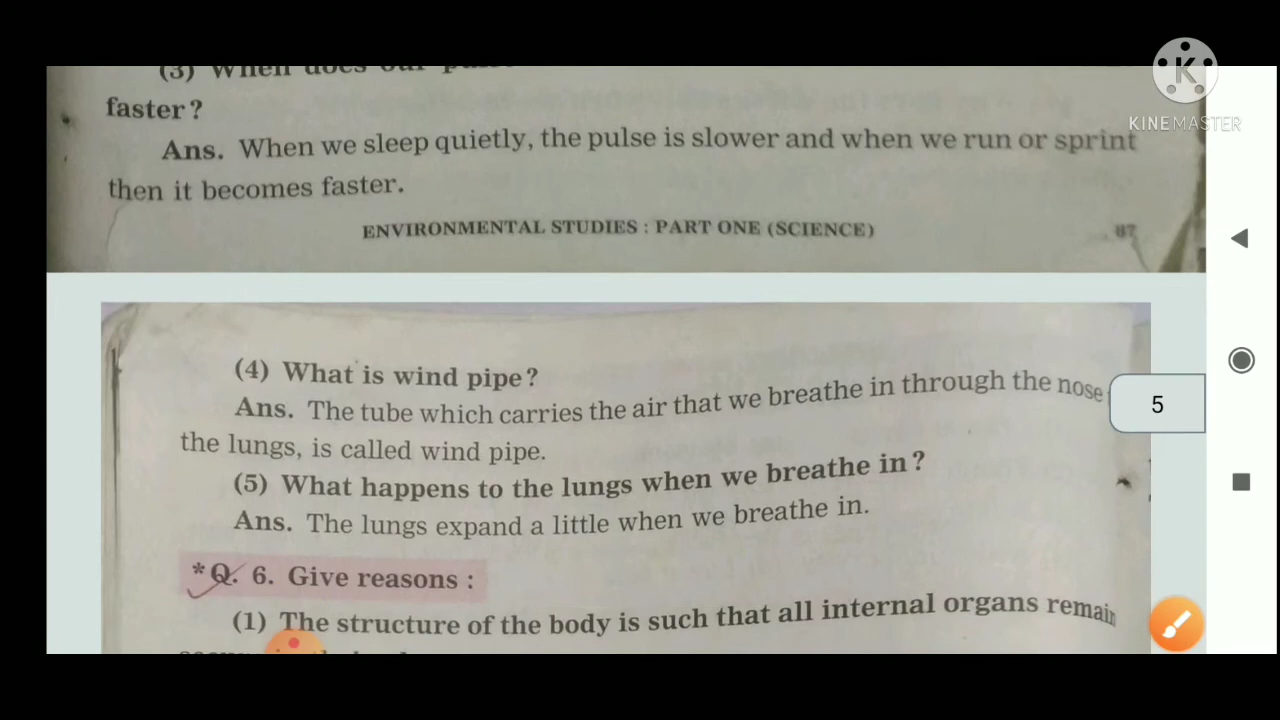 (3) When does our
faster?
Ans. When we sleep quietly, the pulse is slower and when we run or sprint
then it becomes faster.
ENVIRONMENTAL STUDIES : PART ONE (SCIENCE)
87
(4) What is wind pipe?
Ans. The tube which carries the air that we breathe in through the nose
the lungs, is called wind pipe.
(5) What happens to the lungs when we breathe in?
Ans. The lungs expand a little when we breathe in.
*Q. 6. Give reasons :
(1) The structure of the body is such that all internal organs remain
5
K
KINEMASTER